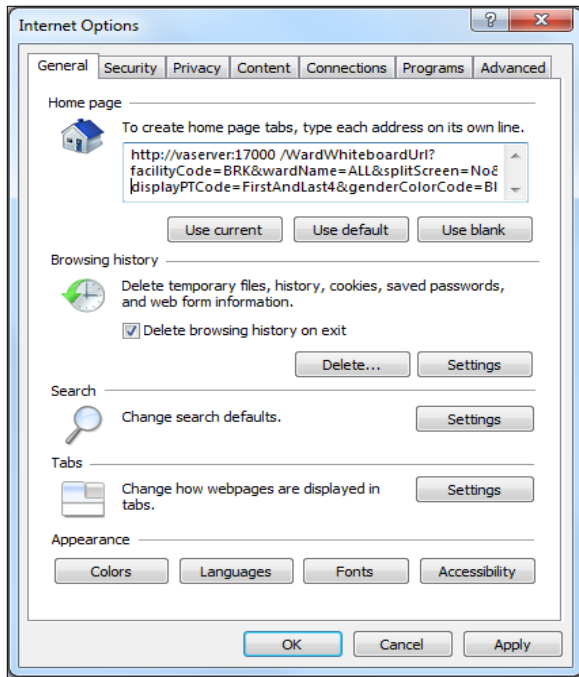 Internet Options
General Security Privacy Content Connections Programs Advanced
Home page
To create home page tabs, type each address on its own line.
http://vaserver:17000 /WardWhiteboardUrl?
facilityCode=BRK&wardName=ALL&splitScreen=No&
displayPTCode=FirstAndLast4&genderColorCode=Bl
Use current Use default Use blank
Browsing history
Delete temporary files, history, cookies, saved passwords,
and web form information.
Delete browsing history on exit
Delete... Settings
Search
Change search defaults.
Settings
Tabs
Change how webpages are displayed in
tabs.
Settings
Appearance
Colors Languages Fonts Accessibility
OK Cancel Apply